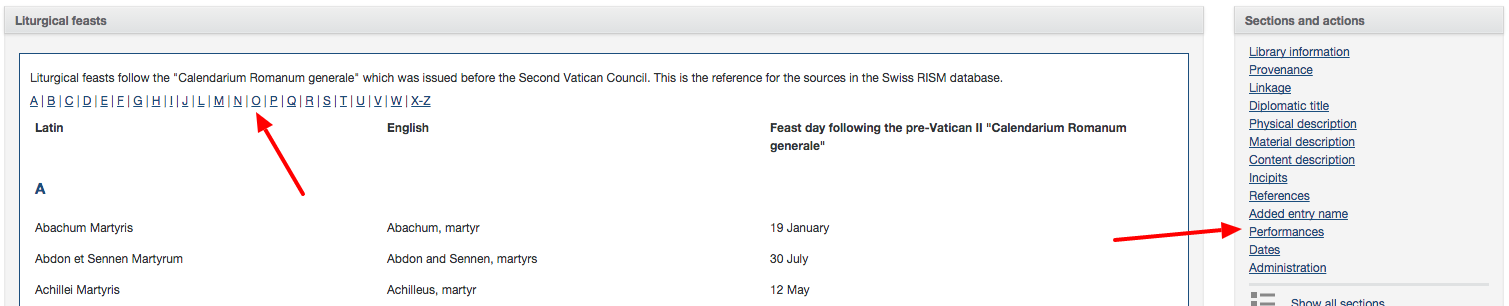 Liturgical feasts
Liturgical feasts follow the "Calendarium Romanum generale" which was issued before the Second Vatican Council. This is the reference for the sources in the Swiss RISM database.
A | B | C | D | E | F | G | H | I | J | L | M | N | O | P | Q | R | S | T | U | V | W | X-Z
Latin English Feast day following the pre-Vatican II "Calendarium Romanum
generale"
A
Abachum Martyris Abachum, martyr 19 January
Abdon et Sennen Martyrum Abdon and Sennen, martyrs 30 July
Achillei Martyris Achilleus, martyr 12 May
Sections and actions
Library information
Provenance
Linkage
Diplomatic title
Physical description
Material description
Content description
Incipits
References
Added entry name
Performances
Dates
Administration
Show all sections